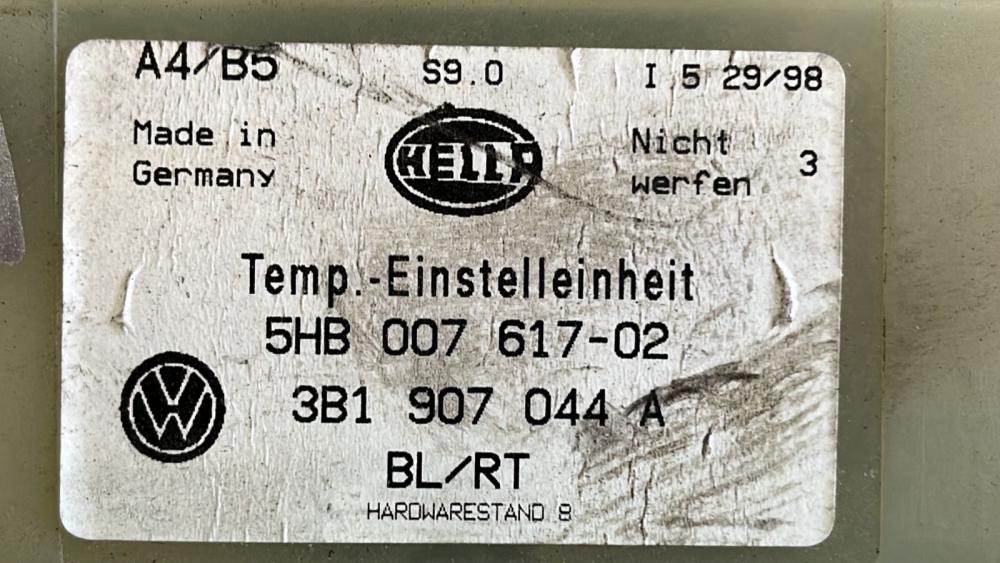 A4/B5 S9.0 I 5 29/98
Made in
Germany
HELLA
Nicht
werfen
3
Temp.-Einstelleinheit
5HB 007 617-02
3B1 907 044 A
VW
BL/RT
HARDWARESTAND 8